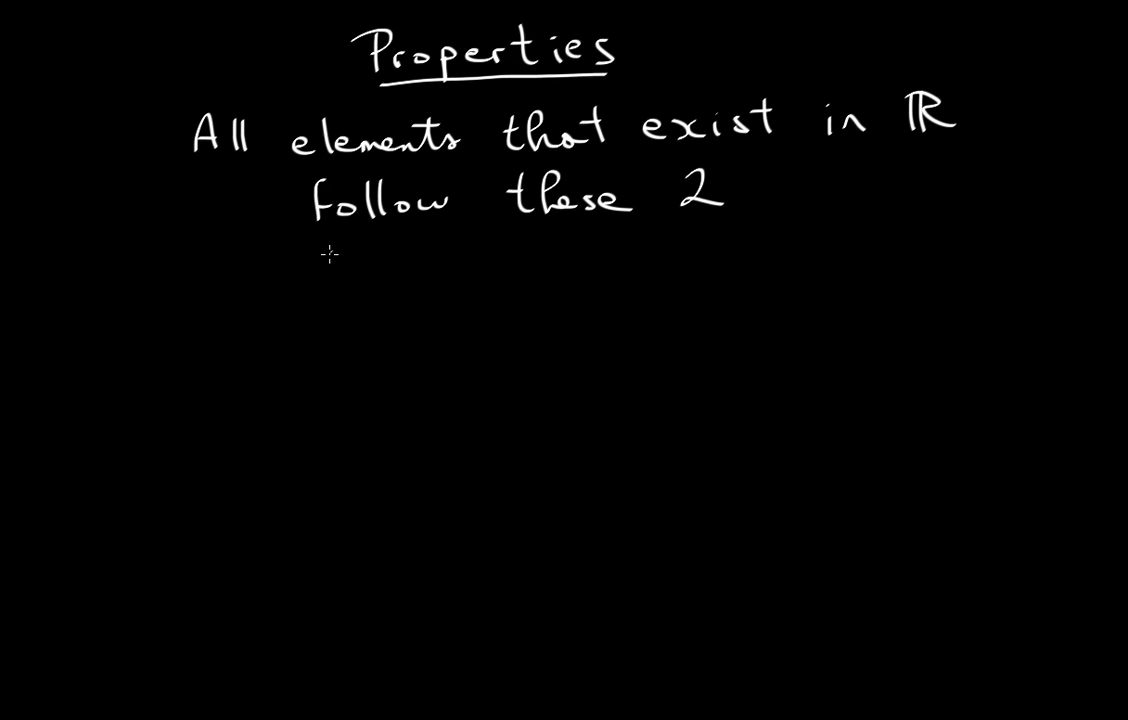 Properties
All elements that exist in ℝ
follow these 2